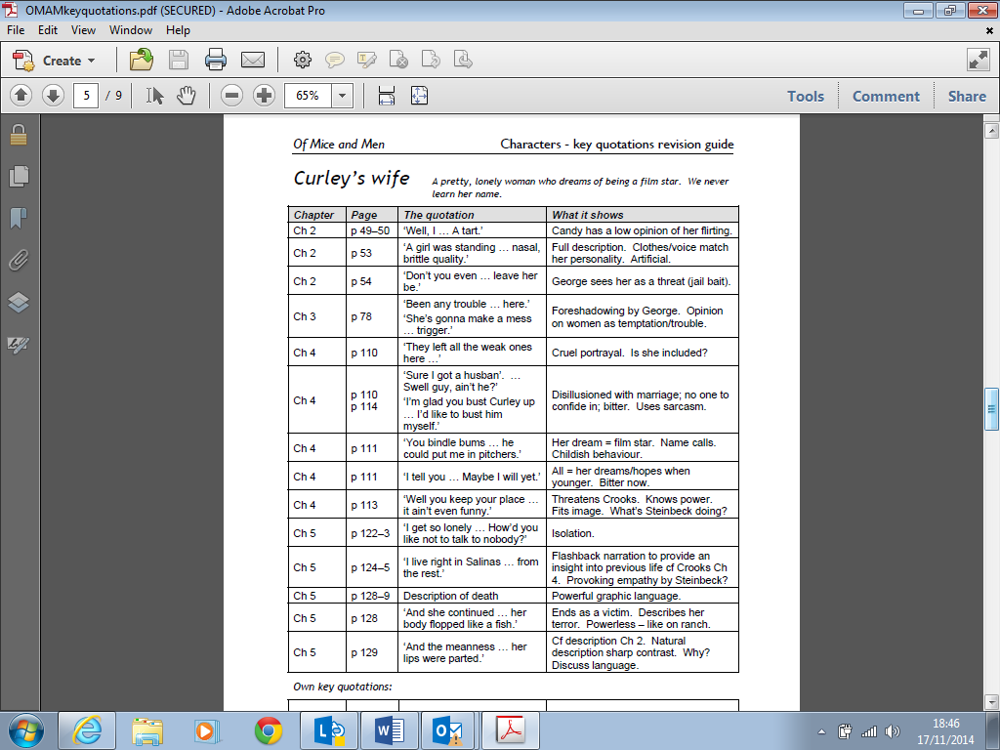 OMAMkeyquotations.pdf (SECURED) - Adobe Acrobat Pro
File Edit View Window Help
Create
5 / 9 65% Tools Comment Share
Of Mice and Men Characters - key quotations revision guide
Curley's wife A pretty, lonely woman who dreams of being a film star. We never
learn her name.
Chapter Page The quotation What it shows
Ch 2 p 49–50 ‘Well, I … A tart.’ Candy has a low opinion of her flirting.
Ch 2 p 53 ‘A girl was standing … nasal,
brittle quality.’ Full description. Clothes/voice match
her personality. Artificial.
Ch 2 p 54 ‘Don’t you even … leave her
be.’ George sees her as a threat (jail bait).
Ch 3 p 78 ‘Been any trouble … here.’
‘She’s gonna make a mess
… trigger.’ Foreshadowing by George. Opinion
on women as temptation/trouble.
Ch 4 p 110 ‘They left all the weak ones
here …’ Cruel portrayal. Is she included?
Ch 4 p 110
p 114 ‘Sure I got a husban’. …
Swell guy, ain’t he?’
‘I’m glad you bust Curley up
… I’d like to bust him
myself.’ Disillusioned with marriage; no one to
confide in; bitter. Uses sarcasm.
Ch 4 p 111 ‘You bindle bums … he
could put me in pitchers.’ Her dream = film star. Name calls.
Childish behaviour.
Ch 4 p 111 ‘I tell you … Maybe I will yet.’ All = her dreams/hopes when
younger. Bitter now.
Ch 4 p 113 ‘Well you keep your place …
it ain’t even funny.’ Threatens Crooks. Knows power.
Fits image. What’s Steinbeck doing?
Ch 5 p 122–3 ‘I get so lonely … How’d you
like not to talk to nobody?’ Isolation.
Ch 5 p 124–5 ‘I live right in Salinas … from
the rest.’ Flashback narration to provide an
insight into previous life cf Crooks Ch
4. Provoking empathy by Steinbeck?
Ch 5 p 128–9 Description of death Powerful graphic language.
Ch 5 p 128 ‘And she continued … her
body flopped like a fish.’ Ends as a victim. Describes her
terror. Powerless – like on ranch.
Ch 5 p 129 ‘And the meanness … her
lips were parted.’ Cf description Ch 2. Natural
description sharp contrast. Why?
Discuss language.
Own key quotations:
18:46
17/11/2014